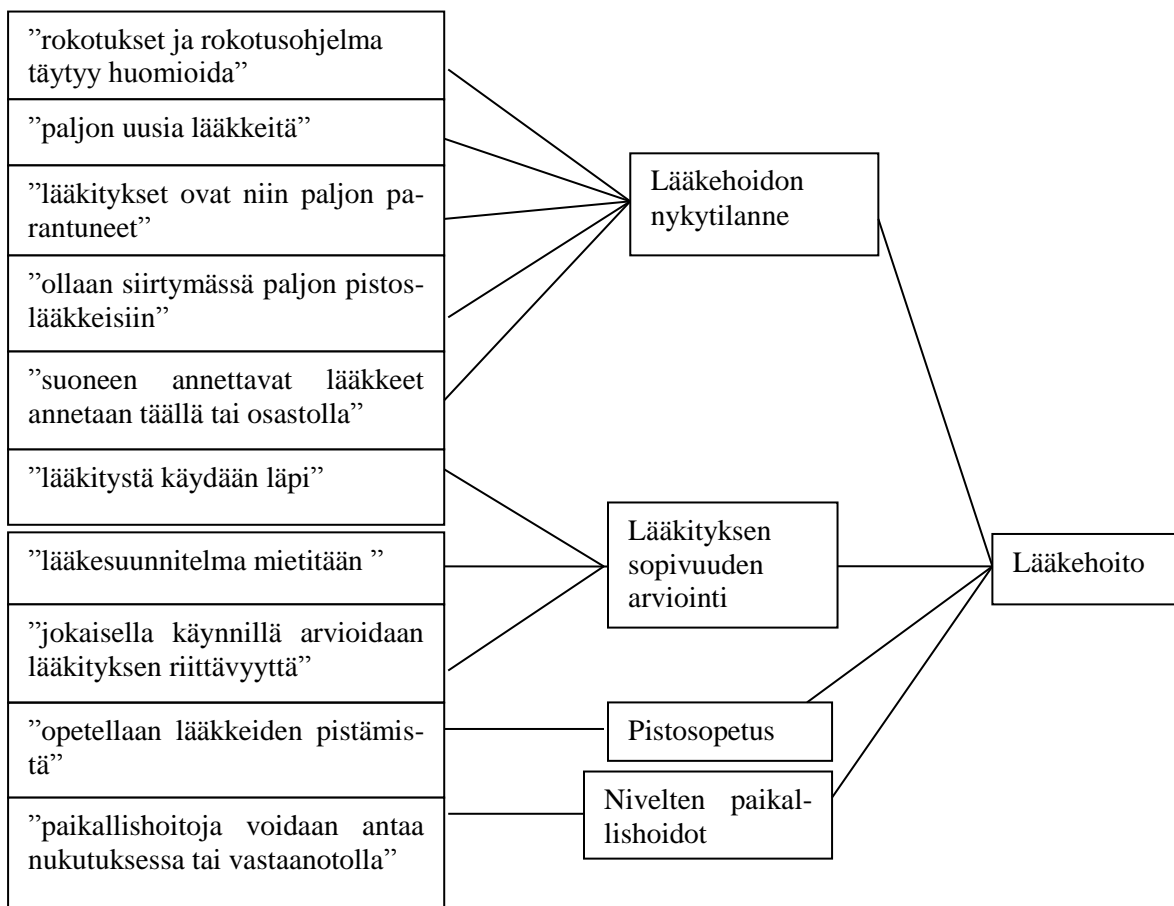 ”rokotukset ja rokotusohjelma
täytyy huomioida”
”paljon uusia lääkkeitä”
”lääkitykset ovat niin paljon pa-
rantuneet”
”ollaan siirtymässä paljon pistos-
lääkkeisiin”
”suoneen annettavat lääkkeet
annetaan täällä tai osastolla”
”lääkitystä käydään läpi”
”lääkesuunnitelma mietitään ”
”jokaisella käynnillä arvioidaan
lääkityksen riittävyyttä”
”opetellaan lääkkeiden pistämis-
tä”
”paikallishoitoja voidaan antaa
nukutuksessa tai vastaanotolla”
Lääkehoidon
nykytilanne
Lääkityksen
sopivuuden
arviointi
Pistosopetus
Nivelten paikal-
lishoidot
Lääkehoito